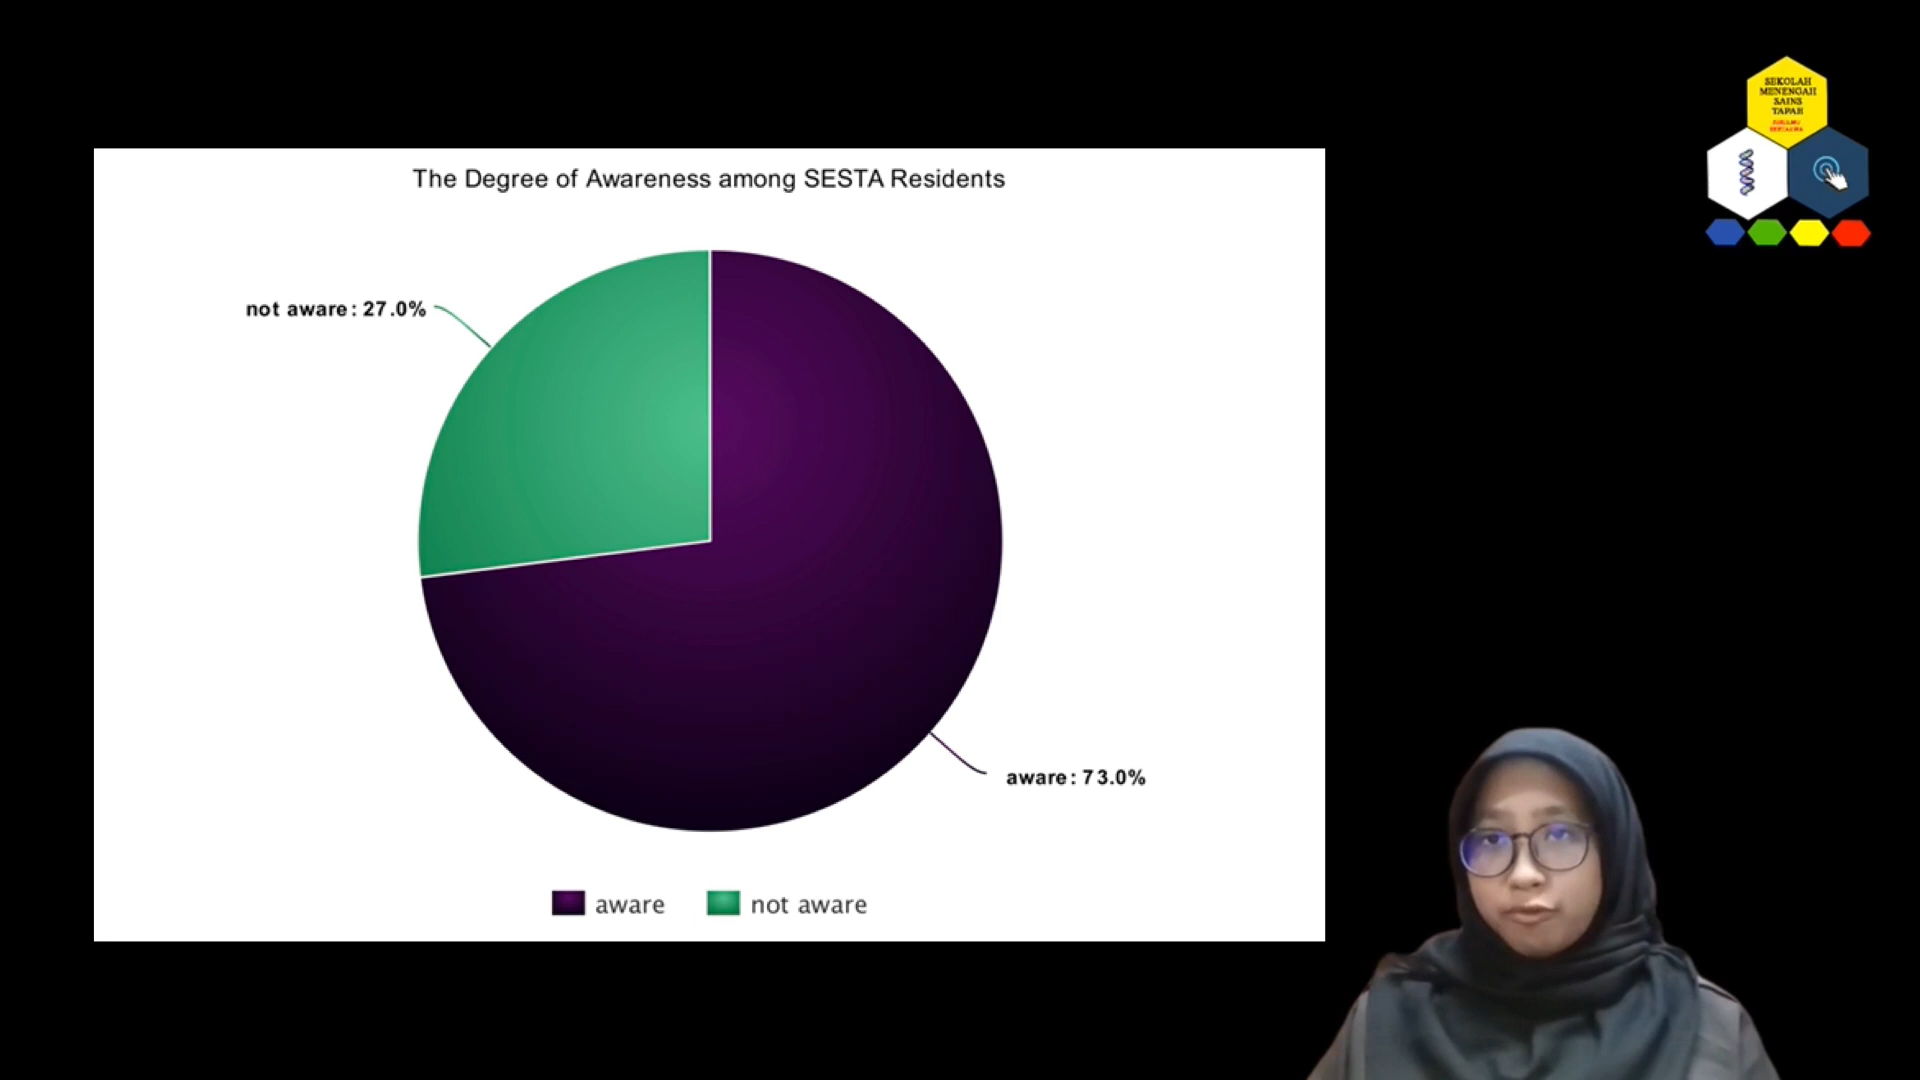 The Degree of Awareness among SESTA Residents
SEKOLAH
MENENGAH
SAINS
TAPAH
not aware: 27.0%
aware: 73.0%
aware
not aware